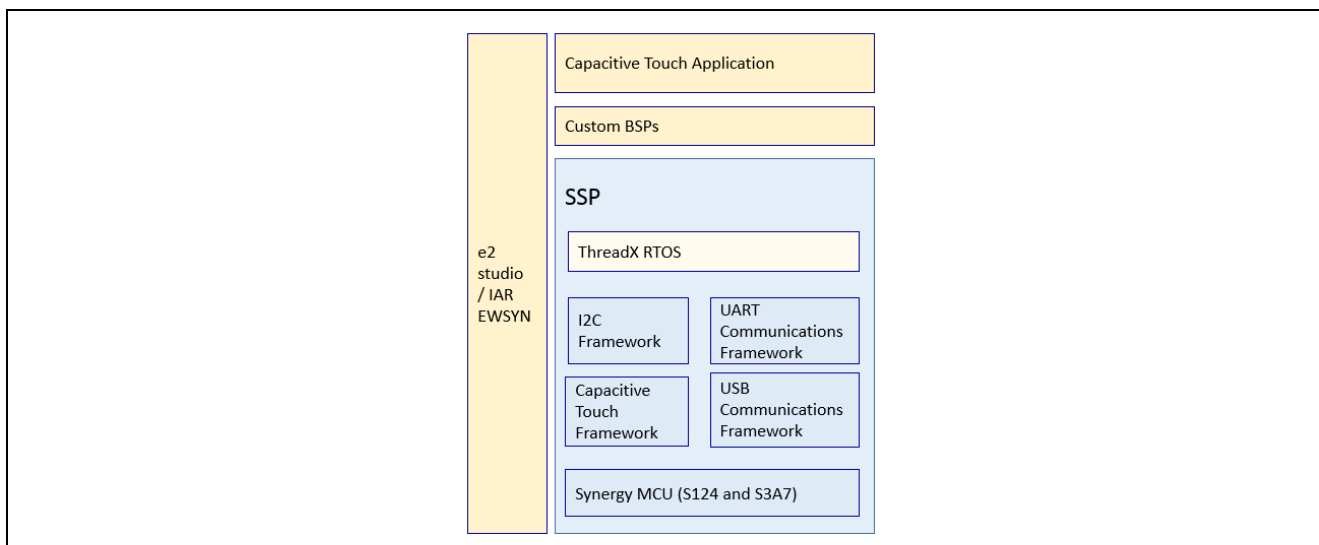 Capacitive Touch Application
Custom BSPs
SSP
ThreadX RTOS
e2
studio
/ IAR
EWSYN
I2C
Framework
UART
Communications
Framework
Capacitive
Touch
Framework
USB
Communications
Framework
Synergy MCU (S124 and S3A7)